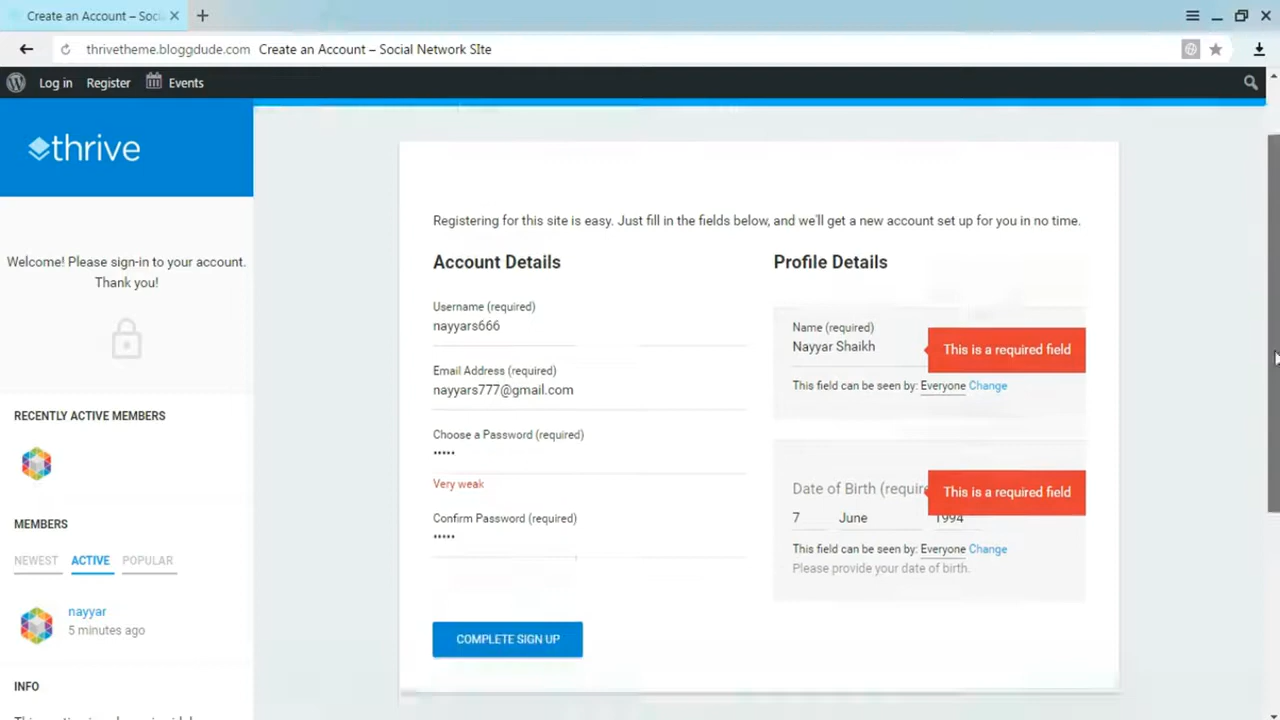 Create an Account – Soci
thrivetheme.bloggdude.com Create an Account – Social Network SIte
Log in Register Events
thrive
Welcome! Please sign-in to your account.
Thank you!
RECENTLY ACTIVE MEMBERS
MEMBERS
NEWEST ACTIVE POPULAR
nayyar
5 minutes ago
INFO
Registering for this site is easy. Just fill in the fields below, and we'll get a new account set up for you in no time.
Account Details
Username (required)
nayyars666
Email Address (required)
nayyars777@gmail.com
Choose a Password (required)
•••••
Very weak
Confirm Password (required)
•••••
COMPLETE SIGN UP
Profile Details
Name (required)
Nayyar Shaikh
This is a required field
This field can be seen by: Everyone Change
Date of Birth (require
This is a required field
7 June 1994
This field can be seen by: Everyone Change
Please provide your date of birth.